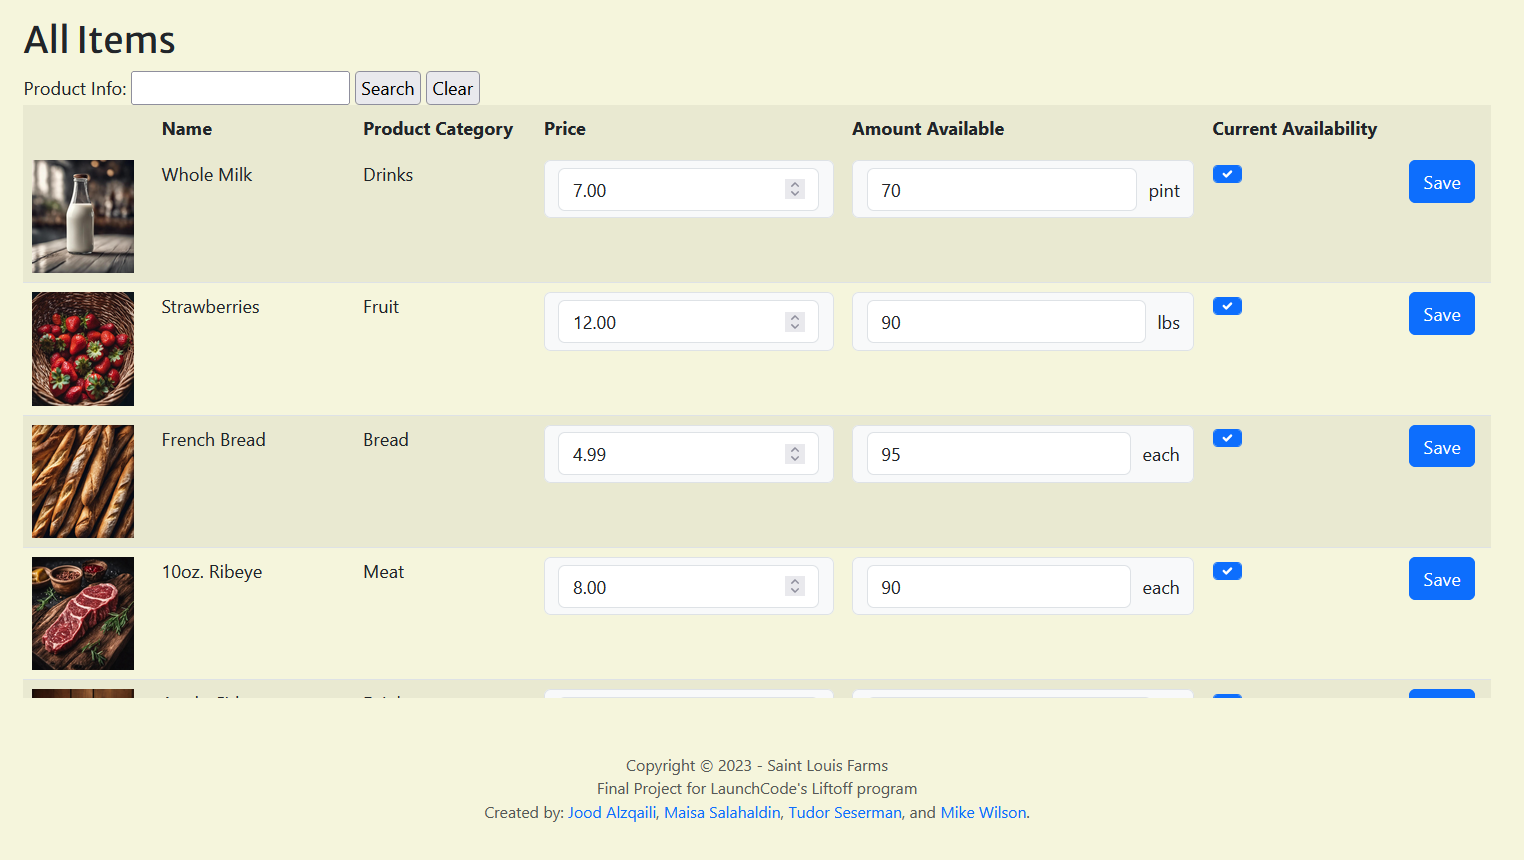 All Items
Product Info: Search Clear
Name Product Category Price Amount Available Current Availability
Whole Milk Drinks 7.00 70 pint Save
Strawberries Fruit 12.00 90 lbs Save
French Bread Bread 4.99 95 each Save
10oz. Ribeye Meat 8.00 90 each Save
Copyright © 2023 - Saint Louis Farms
Final Project for LaunchCode's Liftoff program
Created by: Jood Alzqaili, Maisa Salahaldin, Tudor Seserman, and Mike Wilson.